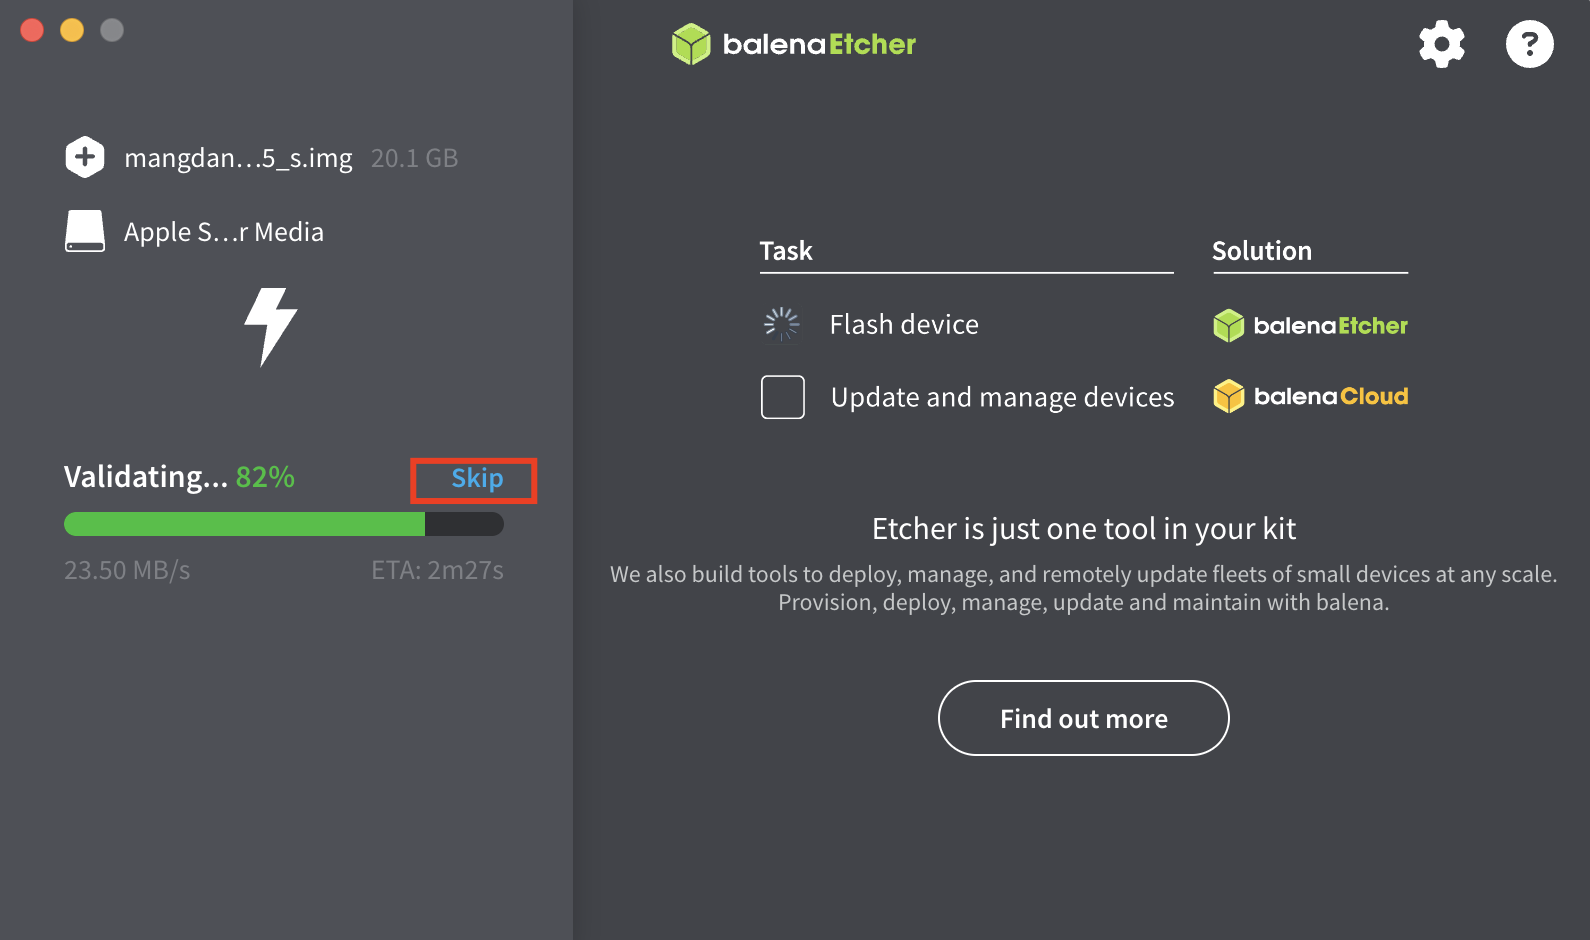 balenaEtcher
?
mangdan...5_s.img 20.1 GB
Apple S...r Media
Task Solution
Flash device balenaEtcher
Update and manage devices balenaCloud
Validating... 82% Skip
23.50 MB/s ETA: 2m27s
Etcher is just one tool in your kit
We also build tools to deploy, manage, and remotely update fleets of small devices at any scale.
Provision, deploy, manage, update and maintain with balena.
Find out more